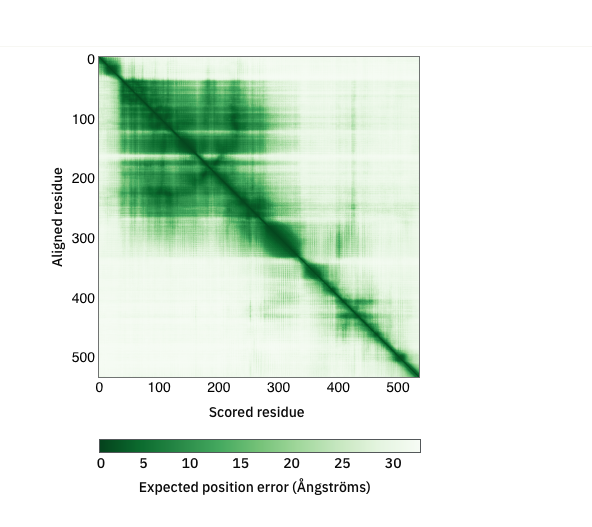 0
100
200
300
400
500
Aligned residue
0 100 200 300 400 500
Scored residue
0 5 10 15 20 25 30
Expected position error (Ångströms)